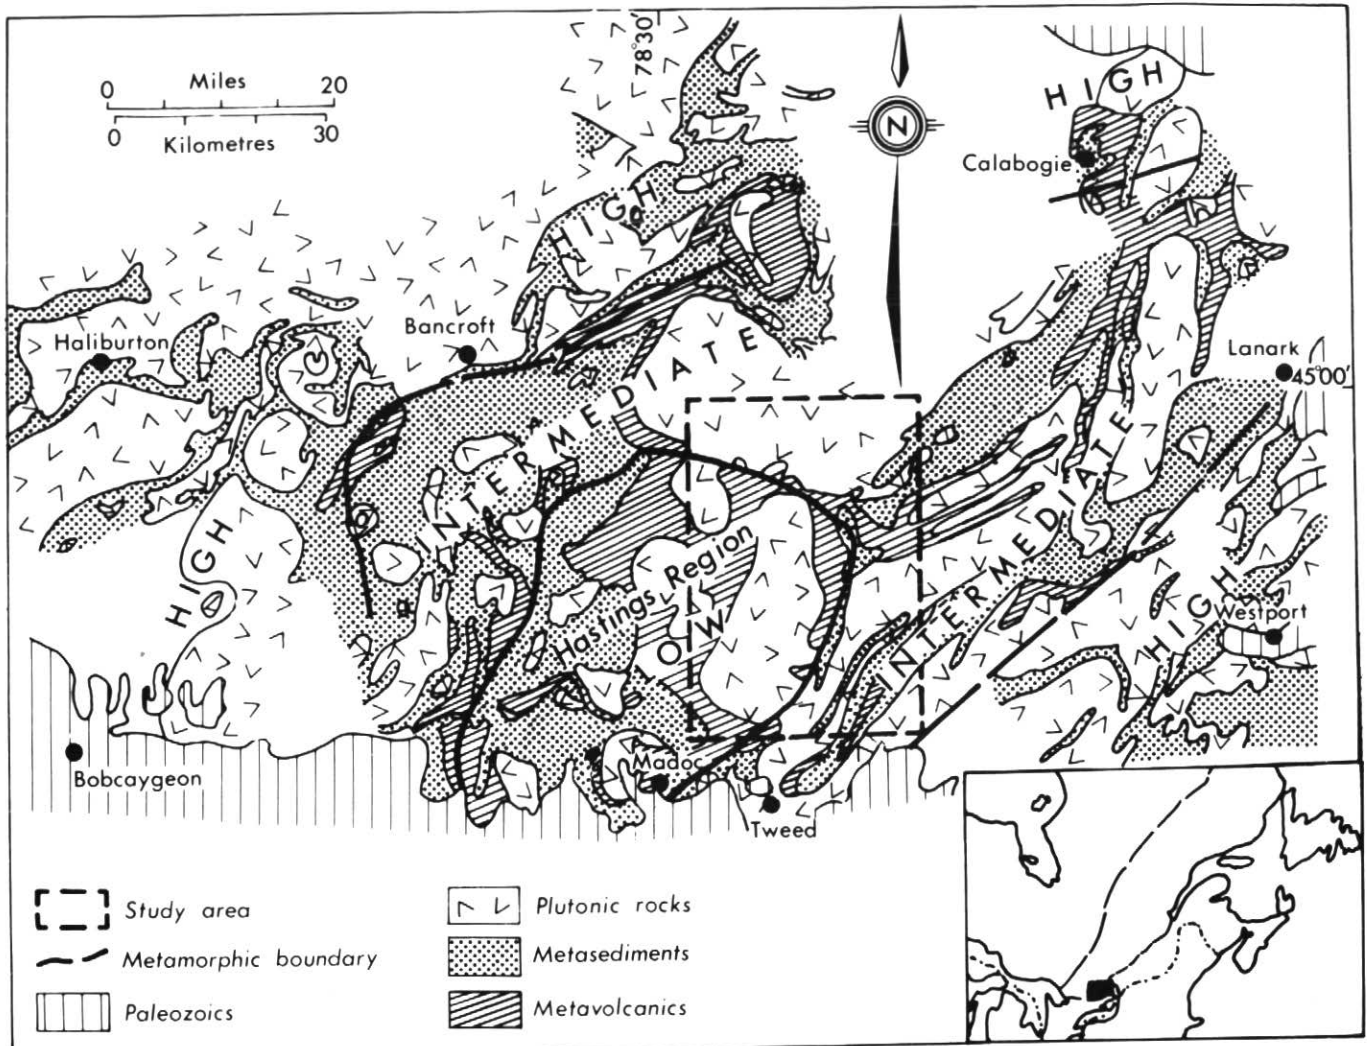 78°30'
Miles
0 20
0 30
Kilometres
N
HIGH
Calabogie
HIGH
Haliburton
Bancroft
Lanark
45°00'
INTERMEDIATE
INTERMEDIATE
HIGH
Hastings Region
LOW
HIGH
Westport
Bobcaygeon
Madoc
Tweed
Study area
Metamorphic boundary
Paleozoics
Plutonic rocks
Metasediments
Metavolcanics